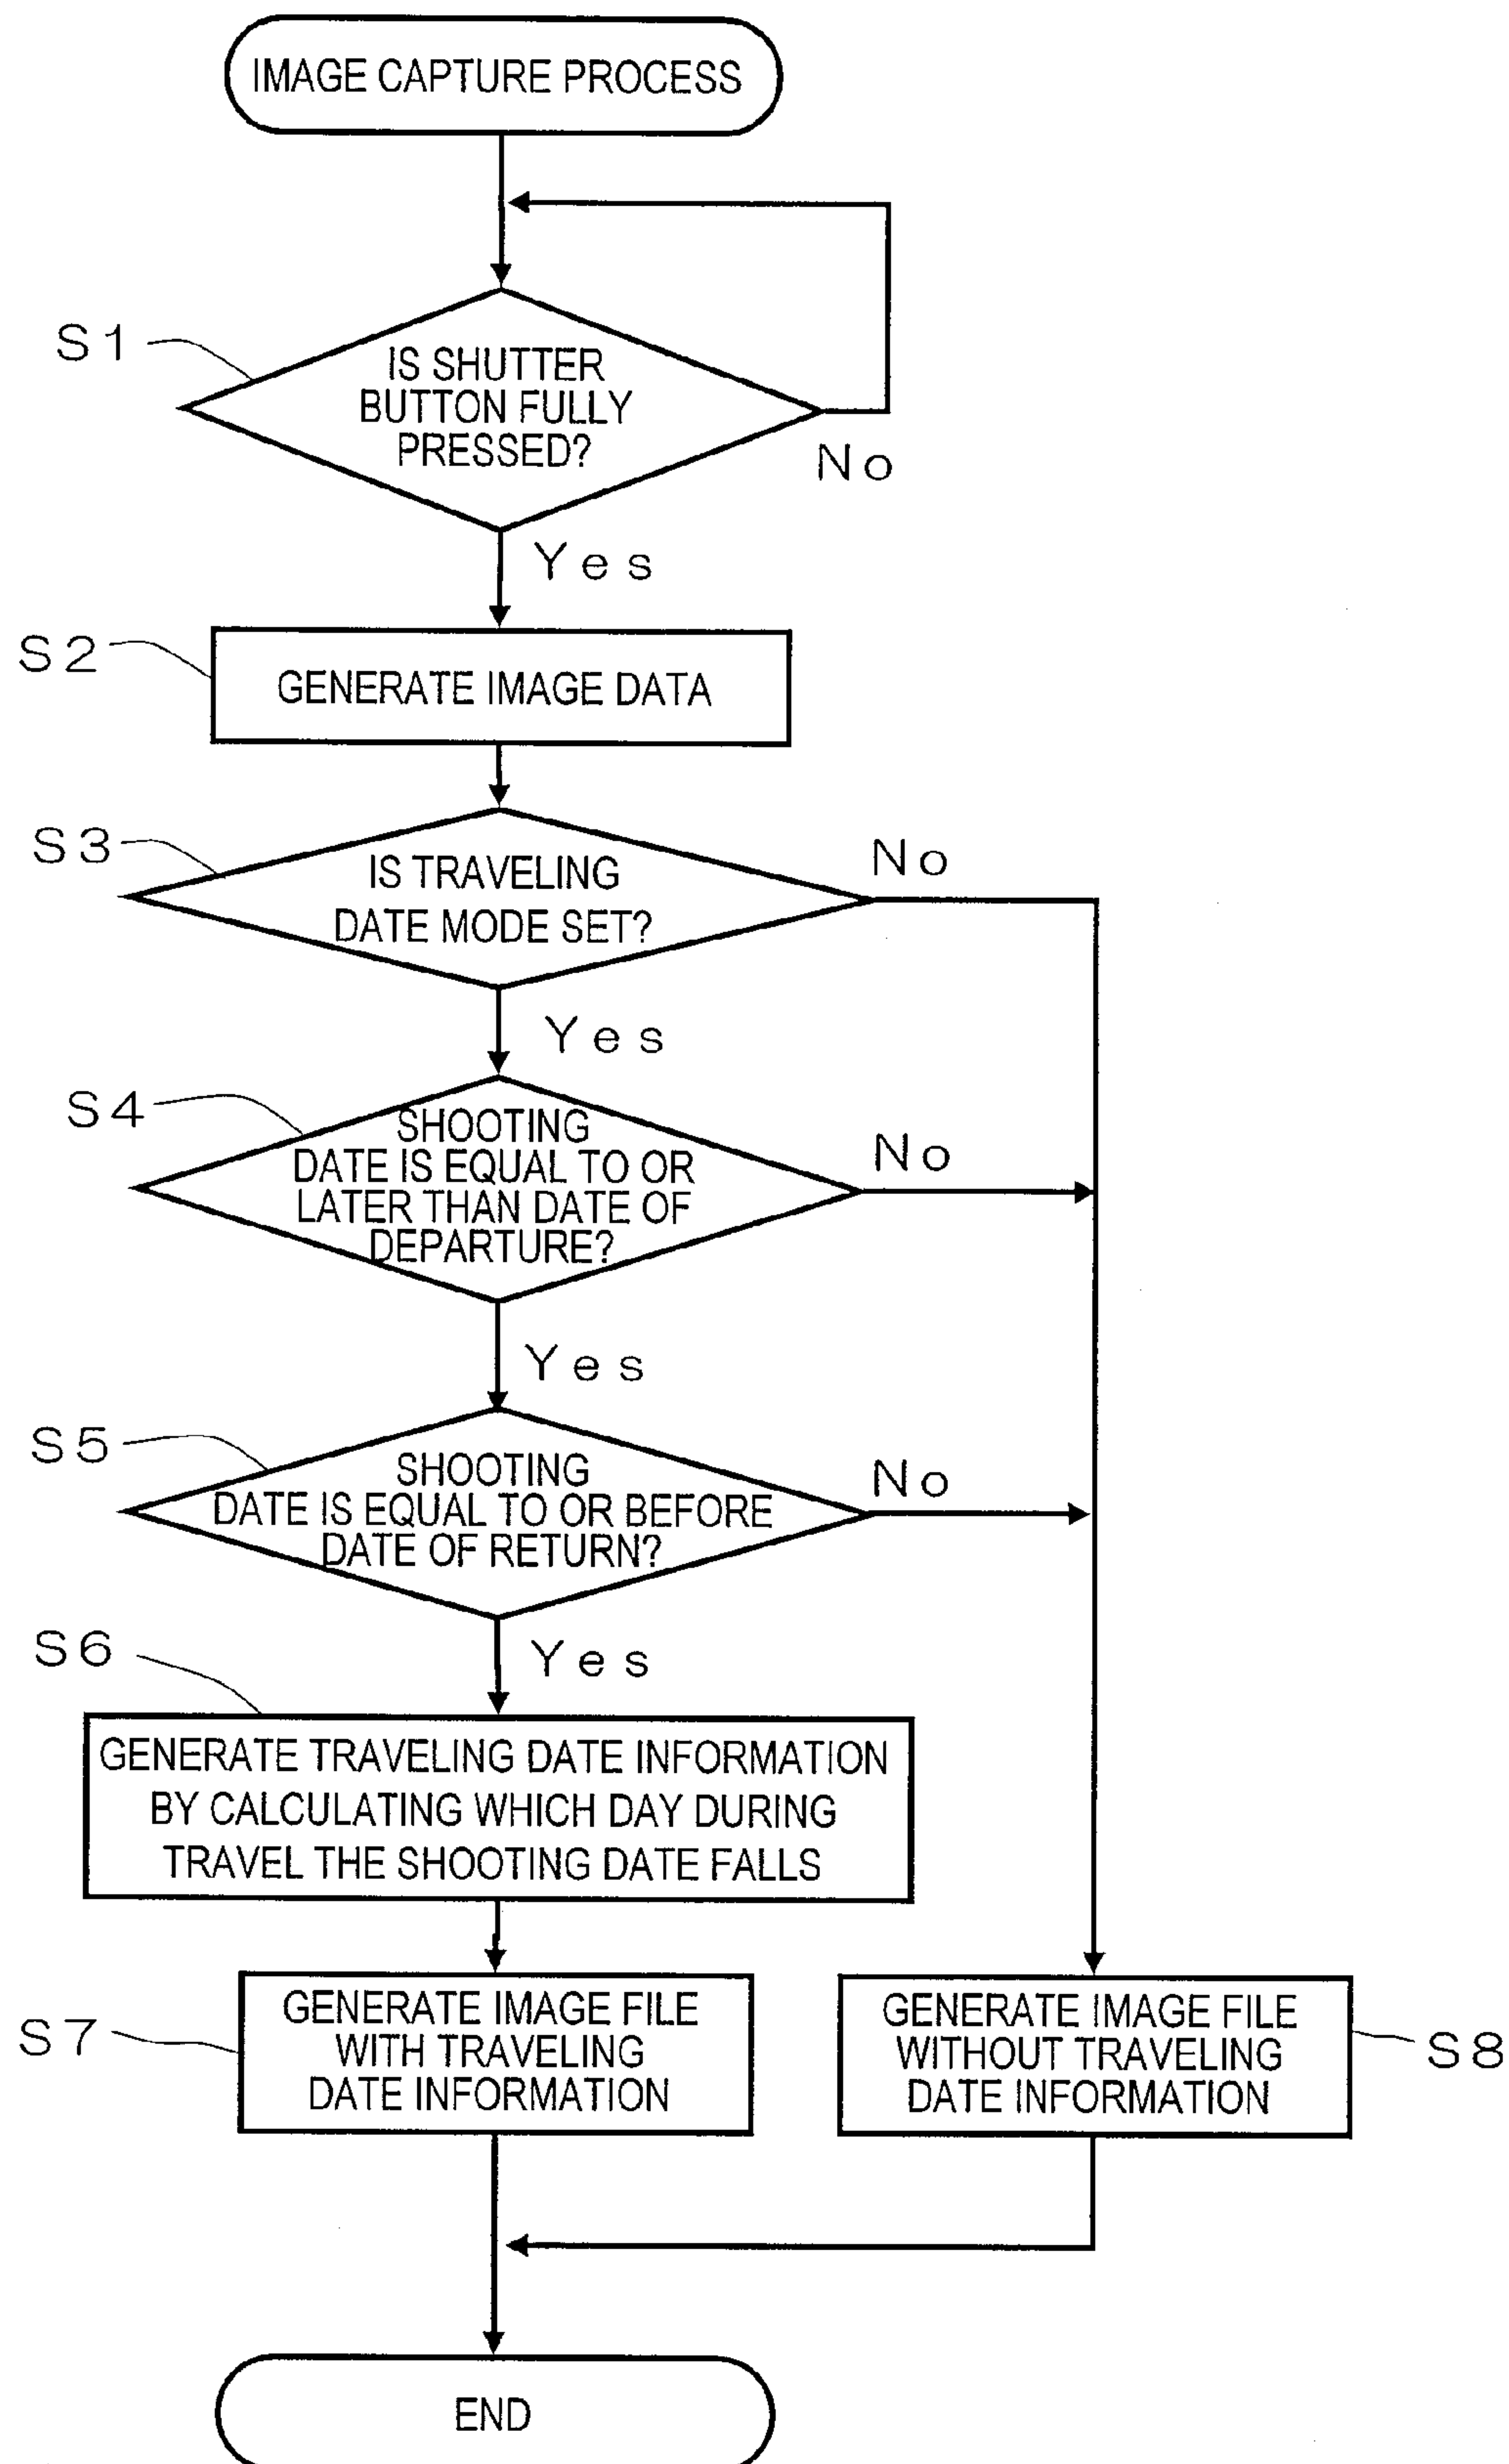 IMAGE CAPTURE PROCESS
S1
IS SHUTTER
BUTTON FULLY
PRESSED?
No
Yes
S2
GENERATE IMAGE DATA
S3
IS TRAVELING
DATE MODE SET?
No
Yes
S4
SHOOTING
DATE IS EQUAL TO OR
LATER THAN DATE OF
DEPARTURE?
No
Yes
S5
SHOOTING
DATE IS EQUAL TO OR BEFORE
DATE OF RETURN?
No
Yes
S6
GENERATE TRAVELING DATE INFORMATION
BY CALCULATING WHICH DAY DURING
TRAVEL THE SHOOTING DATE FALLS
S7
GENERATE IMAGE FILE
WITH TRAVELING
DATE INFORMATION
GENERATE IMAGE FILE
WITHOUT TRAVELING
DATE INFORMATION
S8
END